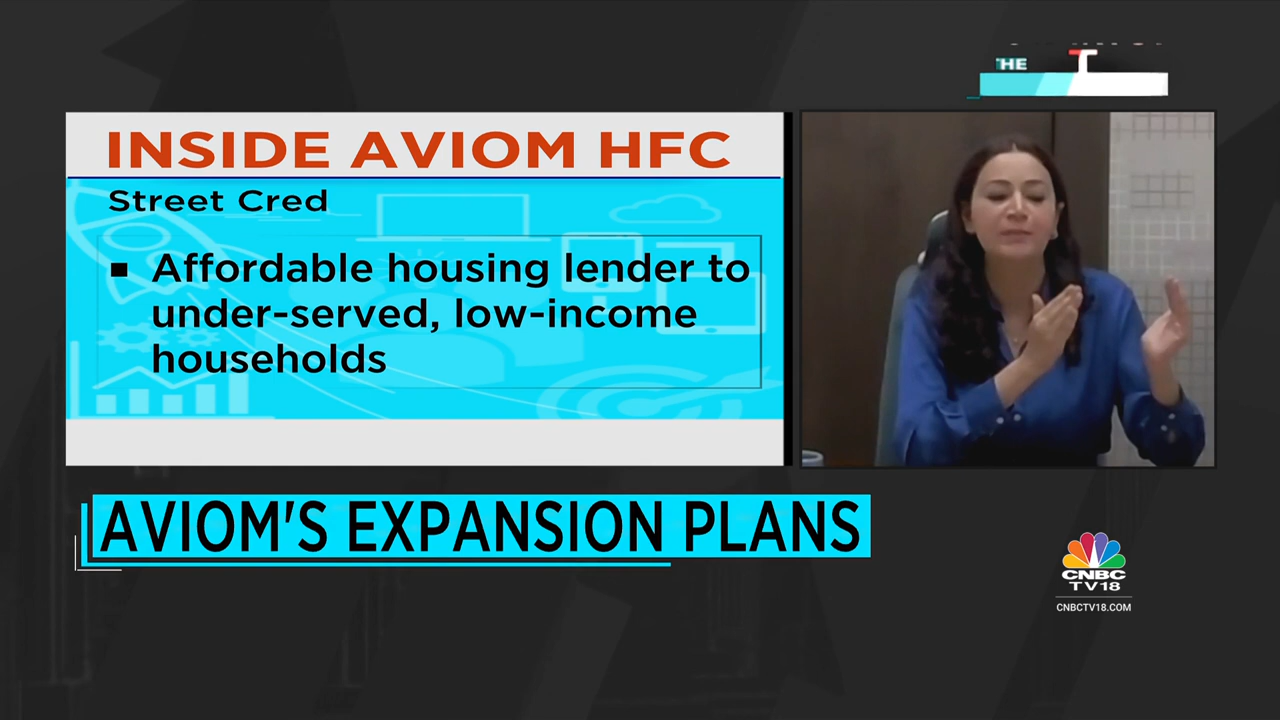 THE
INSIDE AVIOM HFC
Street Cred
Affordable housing lender to
under-served, low-income
households
AVIOM'S EXPANSION PLANS
CNBC
TV18
CNBCTV18.COM